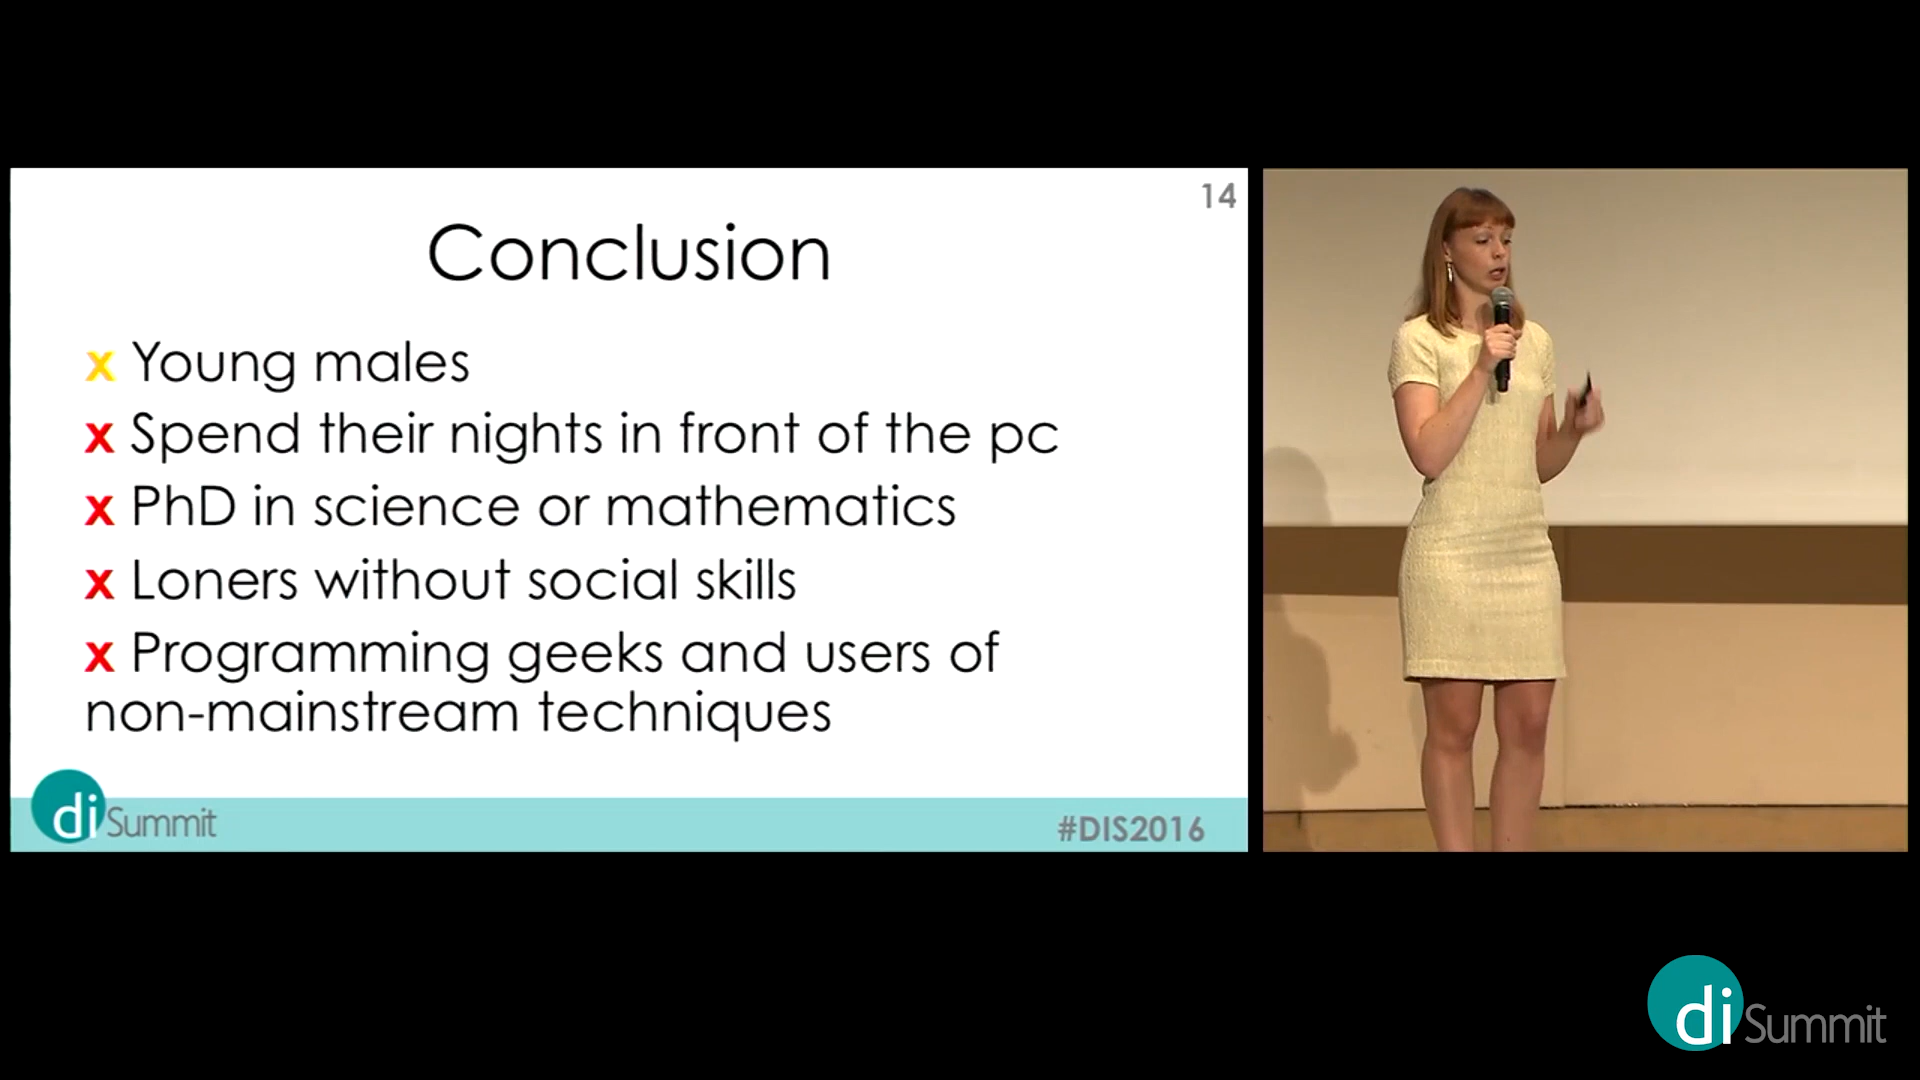 14
Conclusion
x Young males
x Spend their nights in front of the pc
x PhD in science or mathematics
x Loners without social skills
x Programming geeks and users of
non-mainstream techniques
di Summit
#DIS2016
di Summit